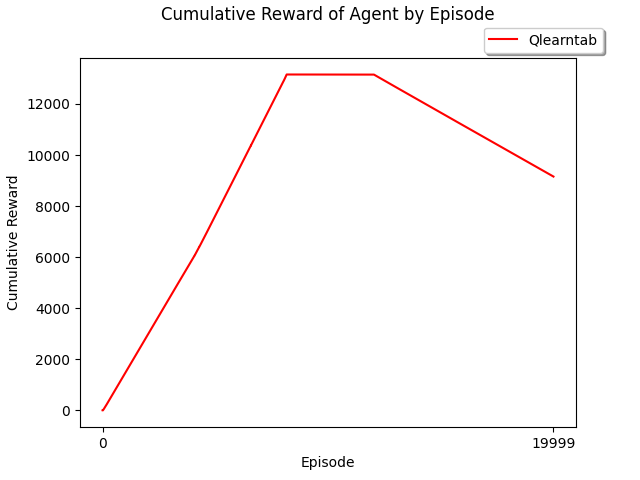 Cumulative Reward of Agent by Episode
Qlearntab
12000
10000
8000
6000
4000
2000
0
Cumulative Reward
0
19999
Episode